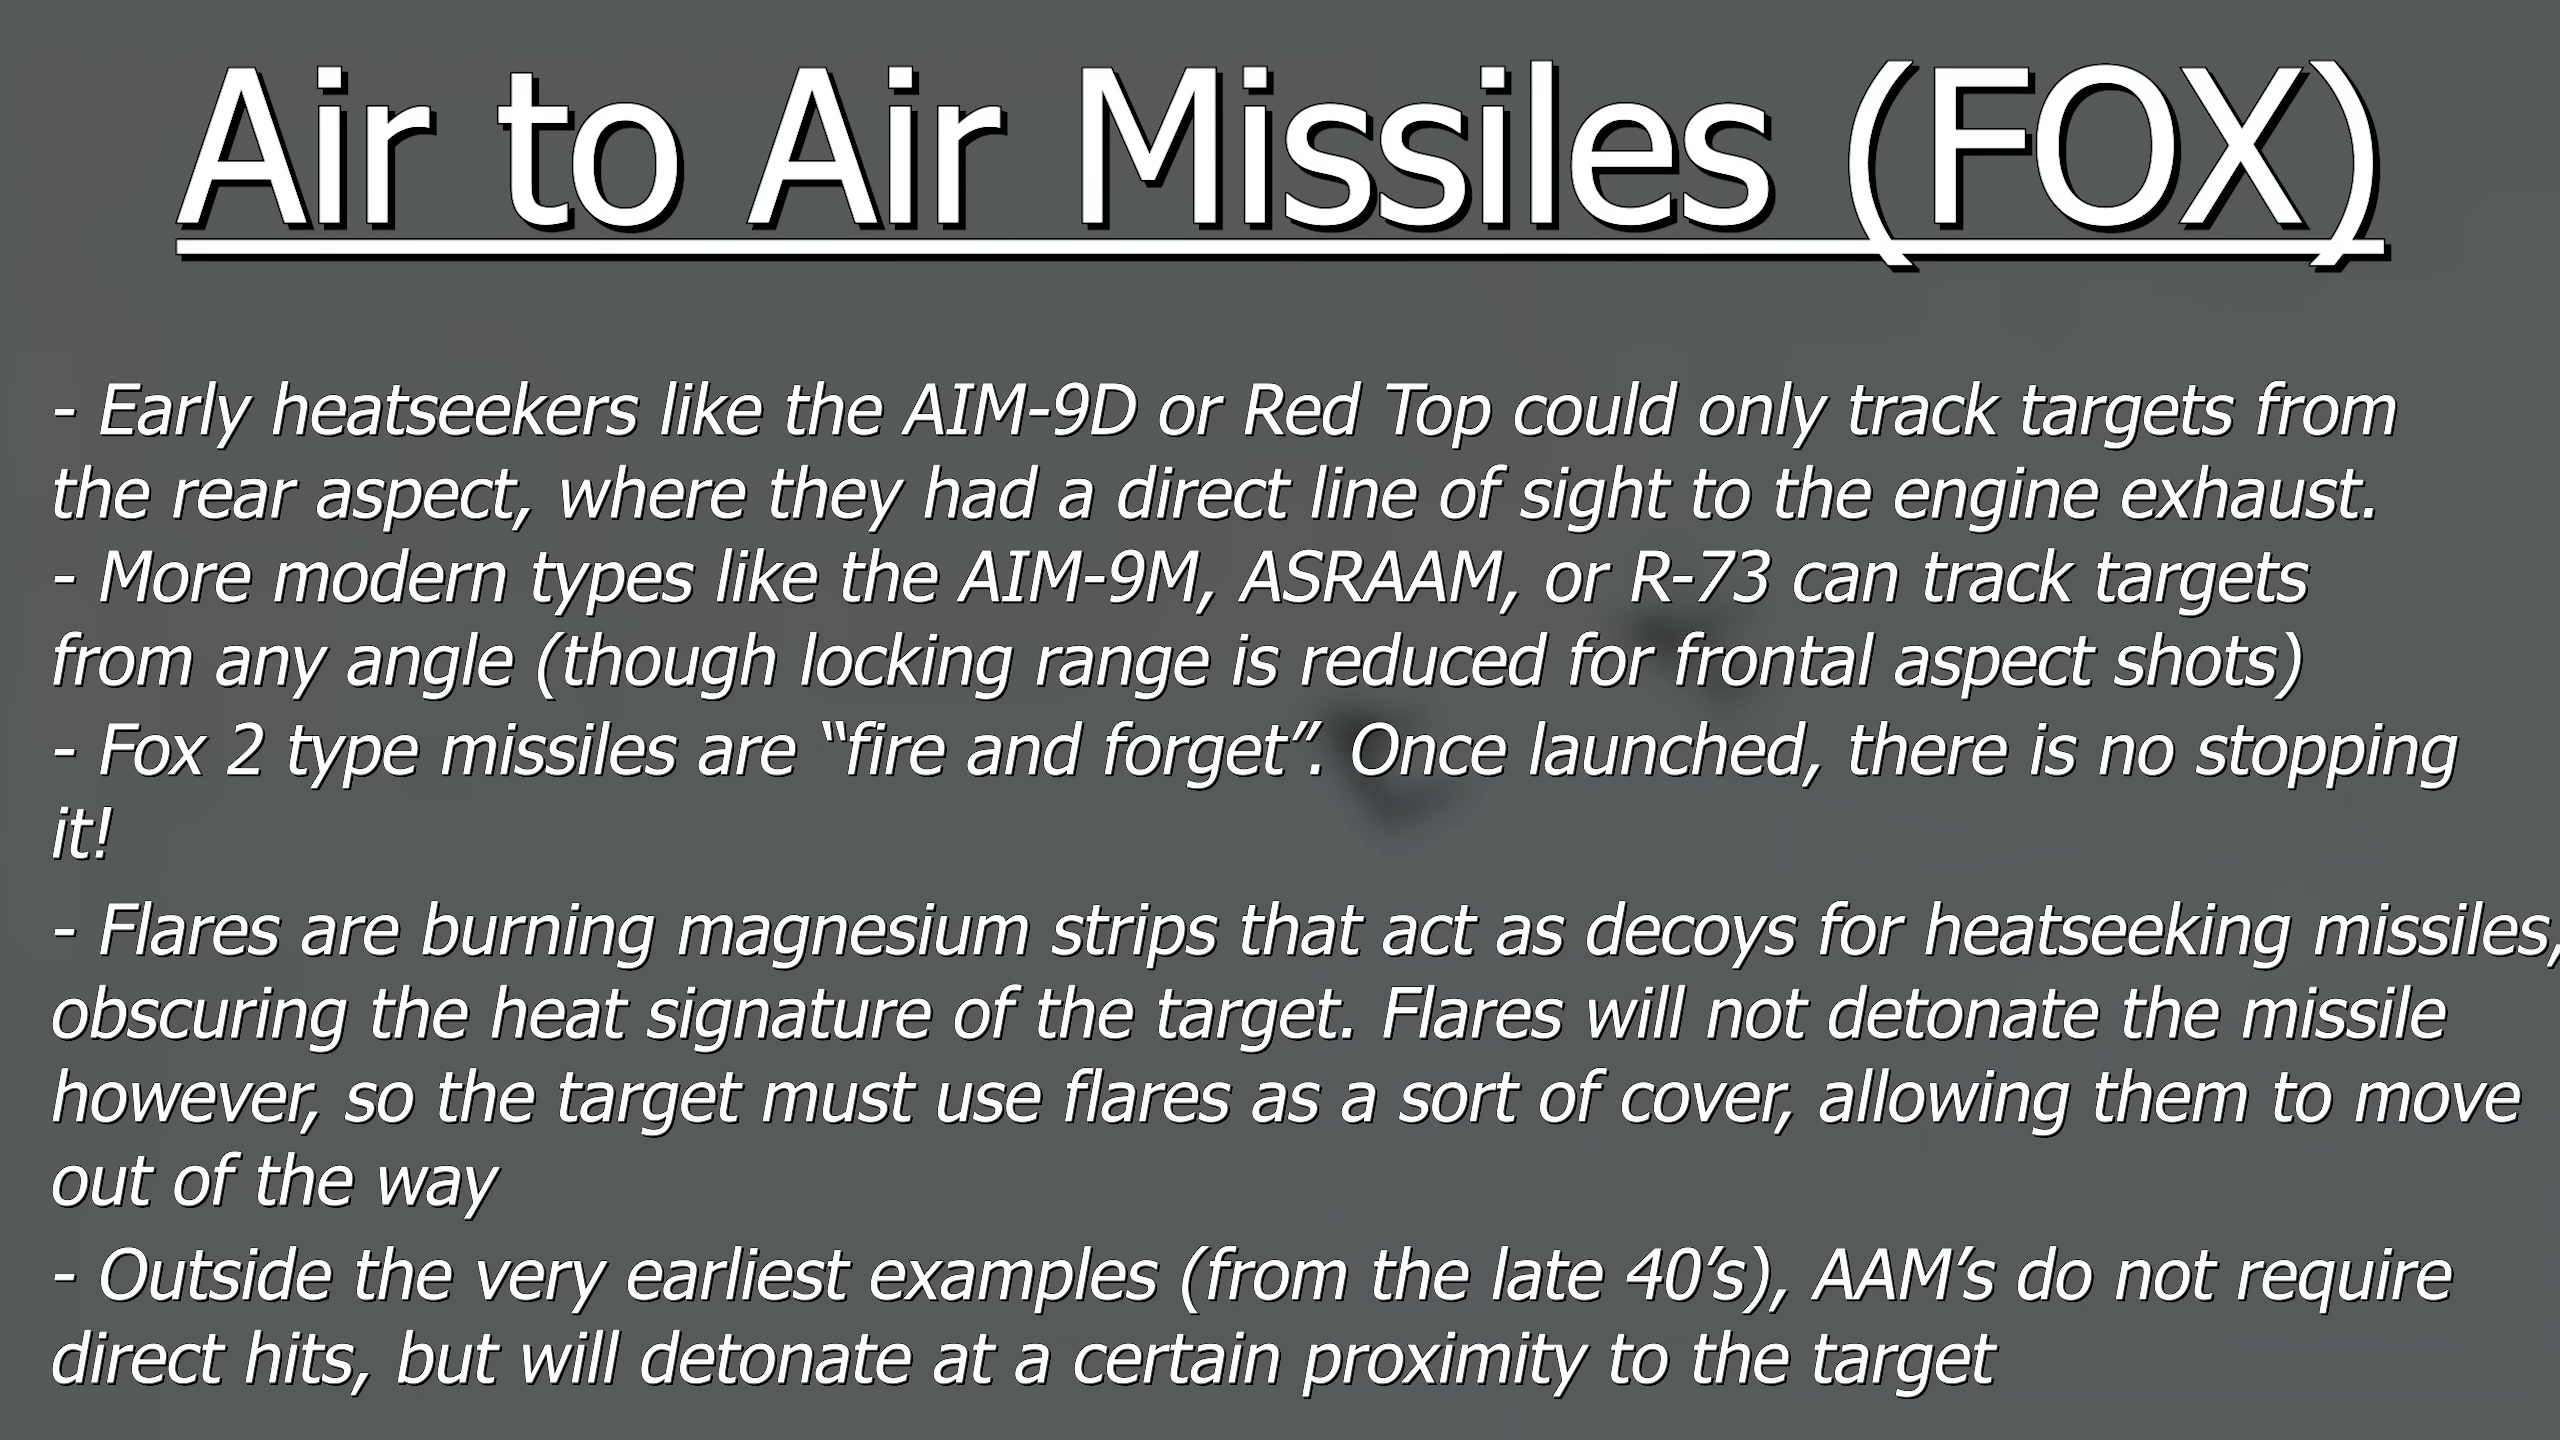 Air to Air Missiles (FOX)
- Early heatseekers like the AIM-9D or Red Top could only track targets from
the rear aspect, where they had a direct line of sight to the engine exhaust.
- More modern types like the AIM-9M, ASRAAM, or R-73 can track targets
from any angle (though locking range is reduced for frontal aspect shots)
- Fox 2 type missiles are “fire and forget”. Once launched, there is no stopping
it!
- Flares are burning magnesium strips that act as decoys for heatseeking missiles,
obscuring the heat signature of the target. Flares will not detonate the missile
however, so the target must use flares as a sort of cover, allowing them to move
out of the way
- Outside the very earliest examples (from the late 40’s), AAM’s do not require
direct hits, but will detonate at a certain proximity to the target